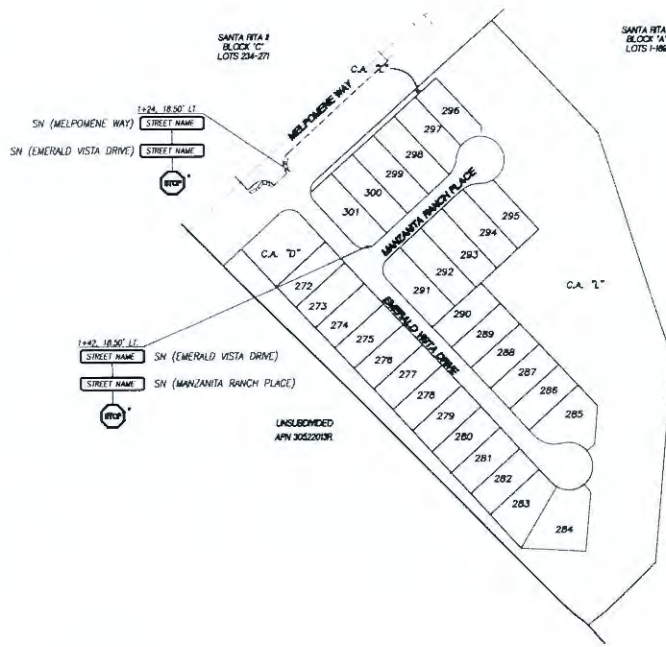 SANTA RITA II
BLOCK "C"
LOTS 234-271
SANTA RITA
BLOCK "A"
LOTS 1-189
C.A. "L"
MELPOMENE WAY
1+24, 18.50' LT.
SN (MELPOMENE WAY) STREET NAME
SN (EMERALD VISTA DRIVE) STREET NAME
STOP *
296
297
298
299
300
301
MANZANITA RANCH PLACE
295
294
293
292
291
C.A. "D"
C.A. "L"
272
273
274
275
276
277
278
279
280
281
282
283
284
EMERALD VISTA DRIVE
290
289
288
287
286
285
1+42, 18.50' LT.
STREET NAME SN (EMERALD VISTA DRIVE)
STREET NAME SN (MANZANITA RANCH PLACE)
STOP *
UNSUBDIVIDED
APN 30522013R